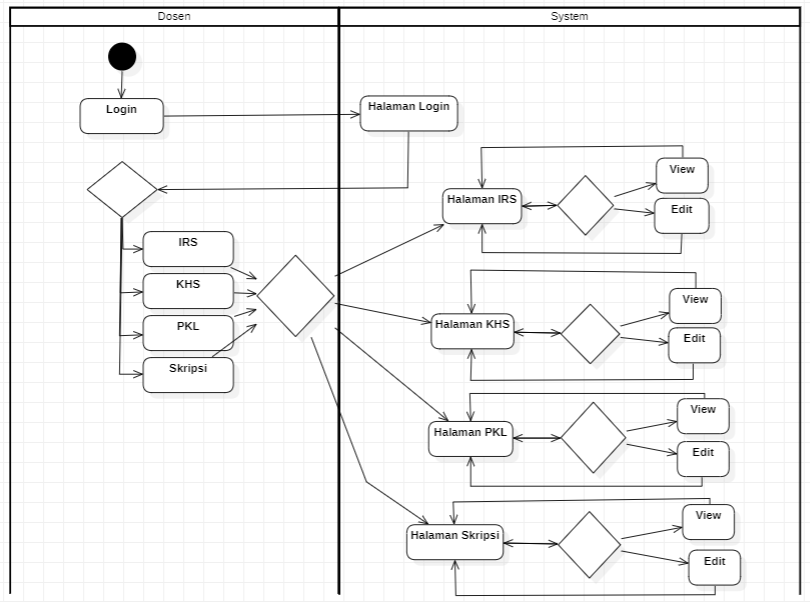 Dosen
System
Login
Halaman Login
View
Halaman IRS
Edit
IRS
KHS
PKL
Skripsi
View
Halaman KHS
Edit
View
Halaman PKL
Edit
View
Halaman Skripsi
Edit